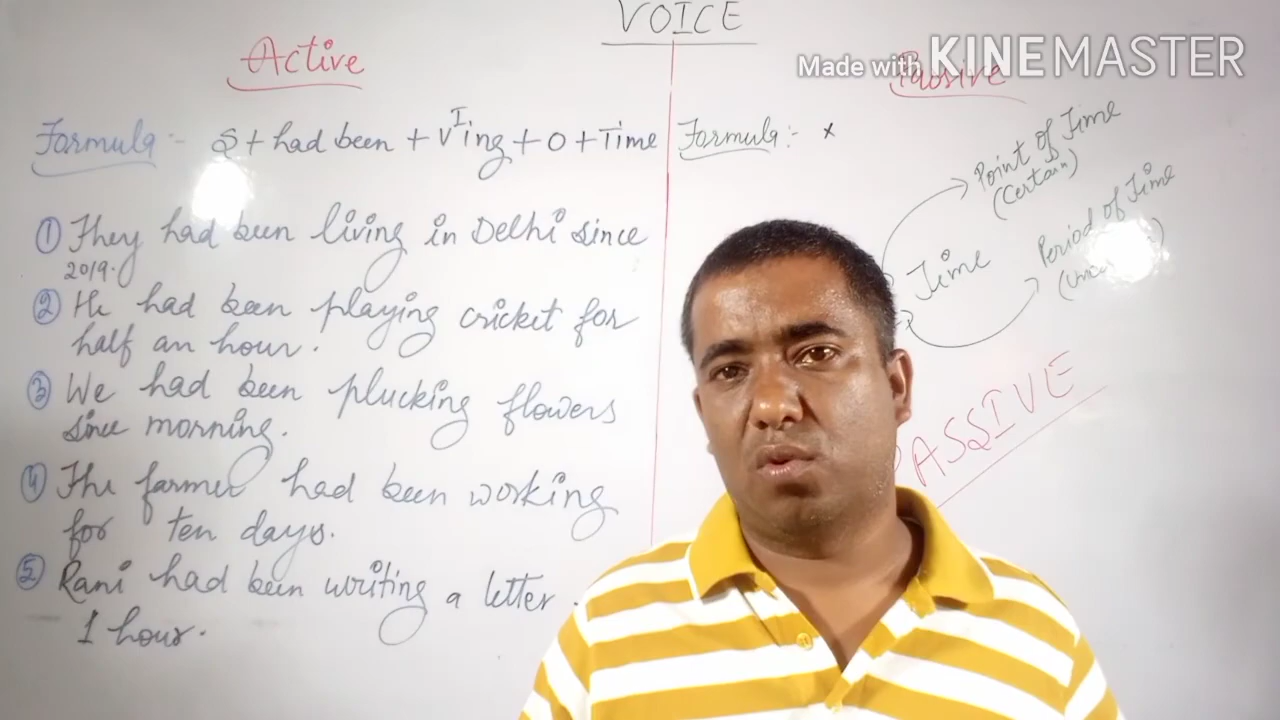 VOICE
Active
Made with KINEMASTER
Passive
Formula:- S + had been + VIing + O + Time
Formula:- x
Point of Time
(Certain)
Period of Time
Time
① They had been living in Delhi since
2019.
② He had been playing cricket for
half an hour.
③ We had been plucking flowers
since morning.
PASSIVE
④ The farmer had been working
for ten days.
⑤ Rani had been writing a letter
1 hour.